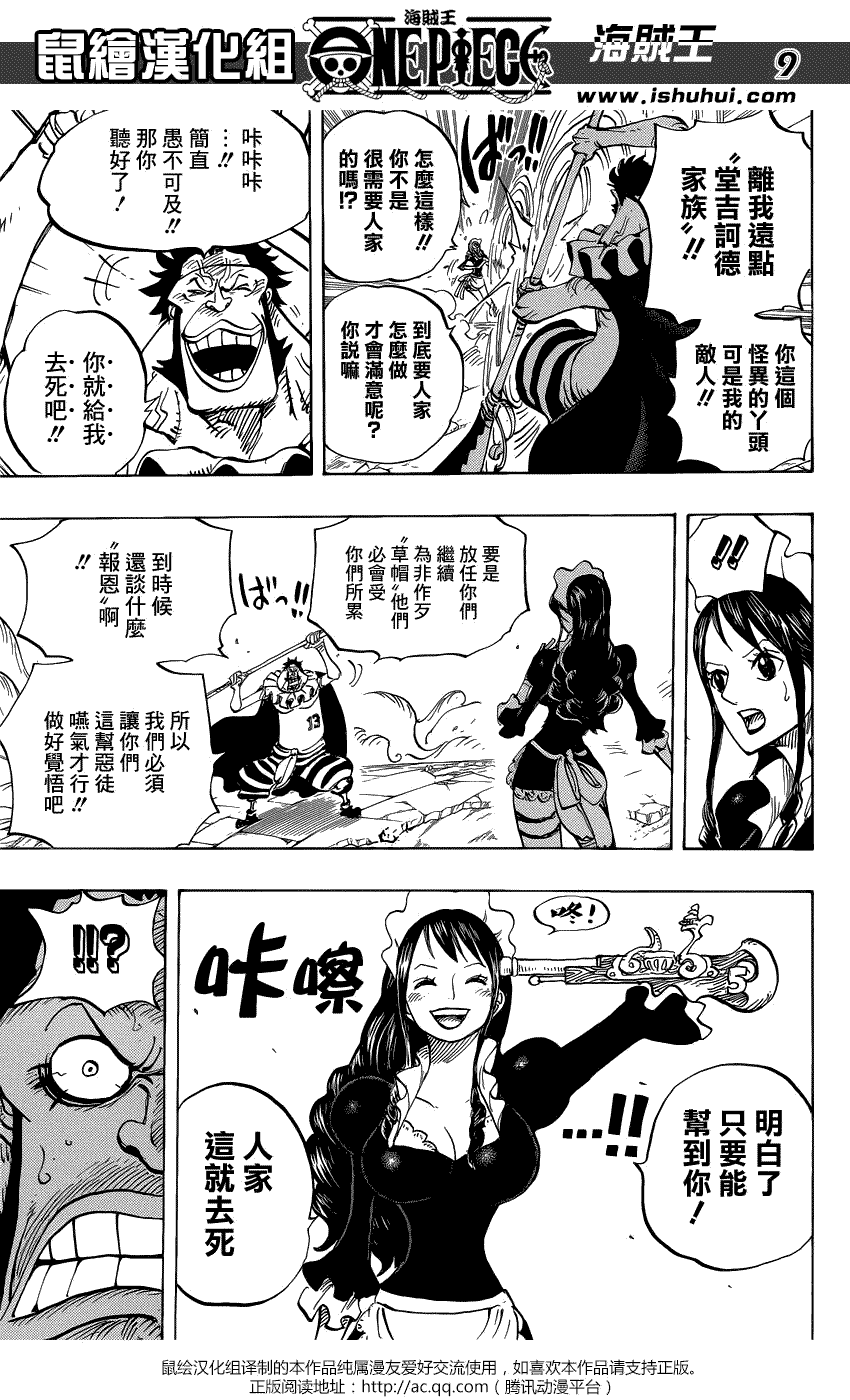 鼠繪漢化組
海賊王
ONE PIECE
海賊王
9
www.ishuhui.com
離我遠點
〝堂吉訶德
家族〞!!
你這個
怪異的丫頭
可是我的
敵人!!
ばっ!!
怎麼這樣!!
你不是
很需要人家
的嗎!?
到底要人家
怎麼做
才會滿意呢?
你說嘛
咔咔咔
…!!
簡直
愚不可及!!
那你
聽好了!
你就給我
去死吧!!
!!
要是
放任你們
繼續
為非作歹
〝草帽〞他們
必會受
你們所累
ばっ!!
13
到時候
還談什麼
〝報恩〞啊
!!
所以
我們必須
讓你們
這幫惡徒
嚥氣才行!!
做好覺悟吧
咚!
5
咔嚓
明白了
只要能
幫到你!
…!!
人家
這就去死
!!?
鼠绘汉化组译制的本作品纯属漫友爱好交流使用，如喜欢本作品请支持正版。
正版阅读地址：http://ac.qq.com（腾讯动漫平台）